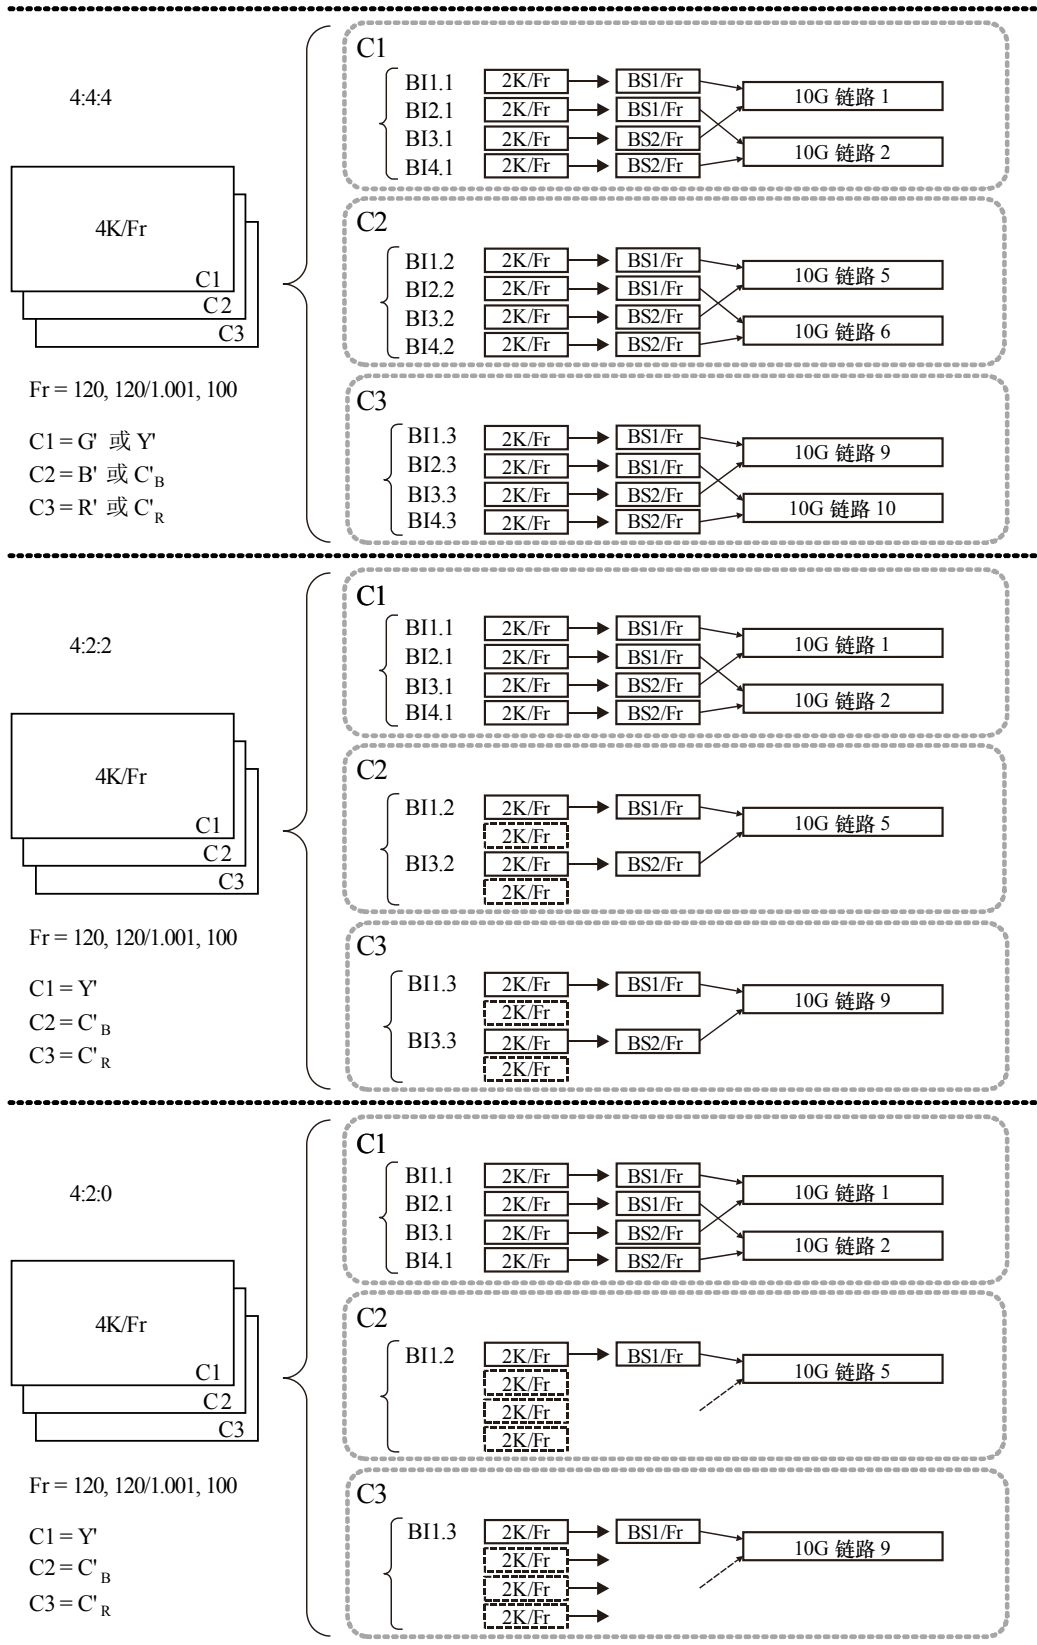 4:4:4
4K/Fr
C1
C2
C3
Fr = 120, 120/1.001, 100
C1 = G' 或 Y'
C2 = B' 或 C'B
C3 = R' 或 C'R
C1
BI1.1 2K/Fr BS1/Fr
BI2.1 2K/Fr BS1/Fr
BI3.1 2K/Fr BS2/Fr
BI4.1 2K/Fr BS2/Fr
10G 链路 1
10G 链路 2
C2
BI1.2 2K/Fr BS1/Fr
BI2.2 2K/Fr BS1/Fr
BI3.2 2K/Fr BS2/Fr
BI4.2 2K/Fr BS2/Fr
10G 链路 5
10G 链路 6
C3
BI1.3 2K/Fr BS1/Fr
BI2.3 2K/Fr BS1/Fr
BI3.3 2K/Fr BS2/Fr
BI4.3 2K/Fr BS2/Fr
10G 链路 9
10G 链路 10
4:2:2
4K/Fr
C1
C2
C3
Fr = 120, 120/1.001, 100
C1 = Y'
C2 = C'B
C3 = C'R
C1
BI1.1 2K/Fr BS1/Fr
BI2.1 2K/Fr BS1/Fr
BI3.1 2K/Fr BS2/Fr
BI4.1 2K/Fr BS2/Fr
10G 链路 1
10G 链路 2
C2
BI1.2 2K/Fr BS1/Fr
2K/Fr
BI3.2 2K/Fr BS2/Fr
2K/Fr
10G 链路 5
C3
BI1.3 2K/Fr BS1/Fr
2K/Fr
BI3.3 2K/Fr BS2/Fr
2K/Fr
10G 链路 9
4:2:0
4K/Fr
C1
C2
C3
Fr = 120, 120/1.001, 100
C1 = Y'
C2 = C'B
C3 = C'R
C1
BI1.1 2K/Fr BS1/Fr
BI2.1 2K/Fr BS1/Fr
BI3.1 2K/Fr BS2/Fr
BI4.1 2K/Fr BS2/Fr
10G 链路 1
10G 链路 2
C2
BI1.2 2K/Fr BS1/Fr
2K/Fr
2K/Fr
2K/Fr
10G 链路 5
C3
BI1.3 2K/Fr BS1/Fr
2K/Fr
2K/Fr
2K/Fr
10G 链路 9